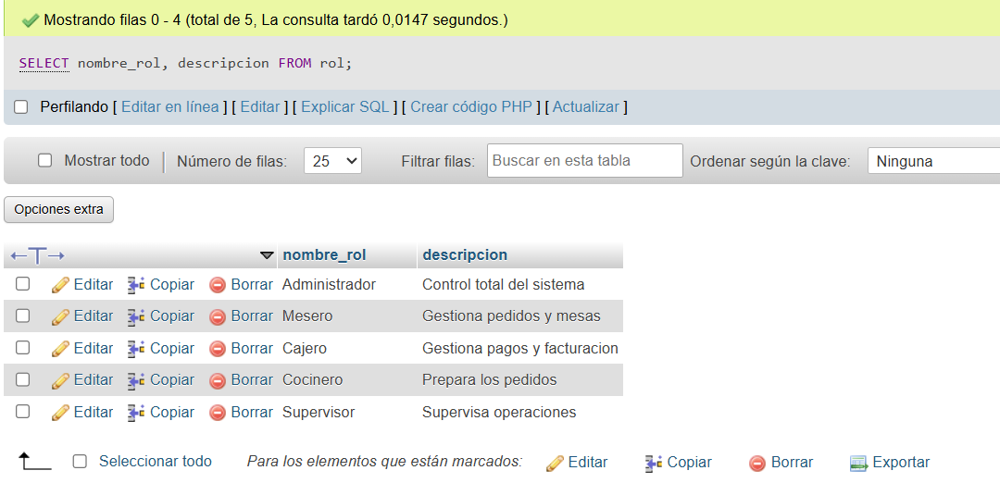 Mostrando filas 0 - 4 (total de 5, La consulta tardó 0,0147 segundos.)
SELECT nombre_rol, descripcion FROM rol;
Perfilando [ Editar en línea ] [ Editar ] [ Explicar SQL ] [ Crear código PHP ] [ Actualizar ]
Mostrar todo Número de filas: 25 Filtrar filas: Buscar en esta tabla Ordenar según la clave: Ninguna
Opciones extra
←T→ nombre_rol descripcion
Editar Copiar Borrar Administrador Control total del sistema
Editar Copiar Borrar Mesero Gestiona pedidos y mesas
Editar Copiar Borrar Cajero Gestiona pagos y facturacion
Editar Copiar Borrar Cocinero Prepara los pedidos
Editar Copiar Borrar Supervisor Supervisa operaciones
Seleccionar todo Para los elementos que están marcados: Editar Copiar Borrar Exportar